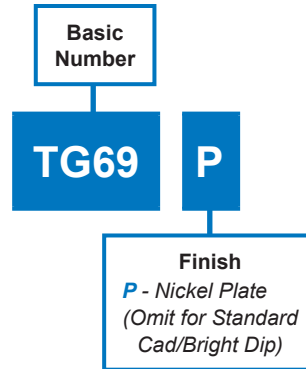 Basic
Number
TG69 P
Finish
P - Nickel Plate
(Omit for Standard
Cad/Bright Dip)